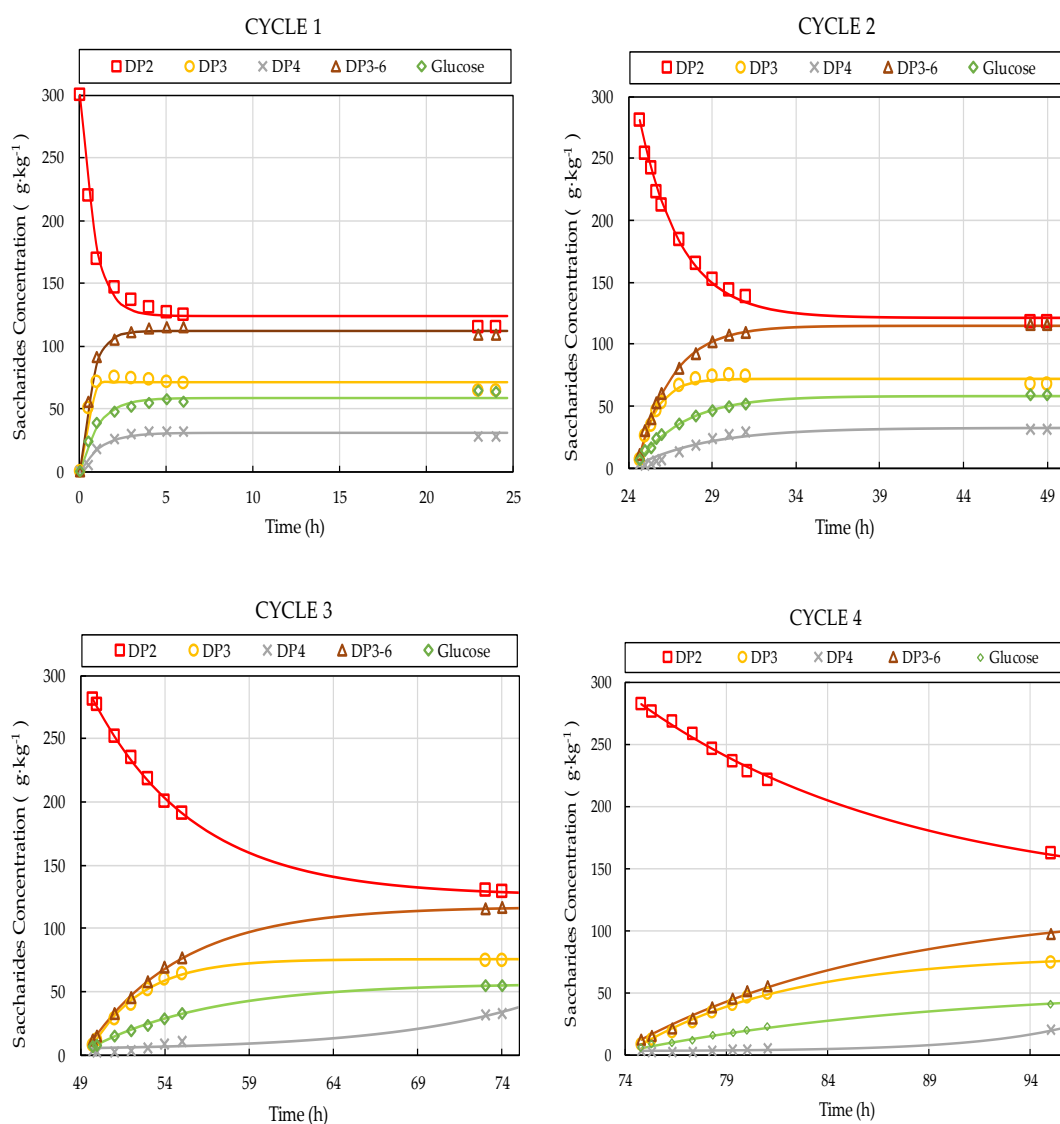 CYCLE 1
DP2 DP3 DP4 DP3-6 Glucose
Saccharides Concentration ( g·kg⁻¹ )
300
250
200
150
100
50
0
0 5 10 15 20 25
Time (h)
CYCLE 2
DP2 DP3 DP4 DP3-6 Glucose
Saccharides Concentration ( g·kg⁻¹ )
300
250
200
150
100
50
0
24 29 34 39 44 49
Time (h)
CYCLE 3
DP2 DP3 DP4 DP3-6 Glucose
Saccharides Concentration ( g·kg⁻¹ )
300
250
200
150
100
50
0
49 54 59 64 69 74
Time (h)
CYCLE 4
DP2 DP3 DP4 DP3-6 Glucose
Saccharides Concentration ( g·kg⁻¹ )
300
250
200
150
100
50
0
74 79 84 89 94
Time (h)